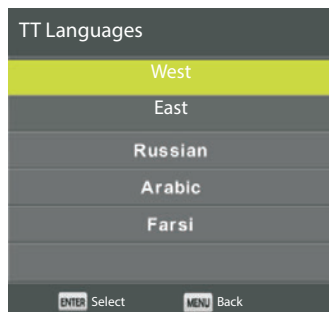 TT Languages
West
East
Russian
Arabic
Farsi
ENTER Select MENU Back